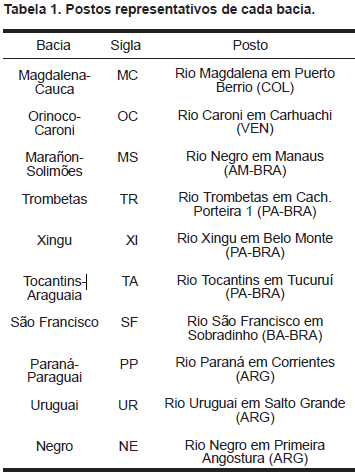 Tabela 1. Postos representativos de cada bacia.
Bacia Sigla Posto
Magdalena- MC Rio Magdalena em Puerto
Cauca Berrio (COL)
Orinoco- OC Rio Caroni em Carhuachi
Caroni (VEN)
Marañon- MS Rio Negro em Manaus
Solimões (AM-BRA)
Trombetas TR Rio Trombetas em Cach.
Porteira 1 (PA-BRA)
Xingu XI Rio Xingu em Belo Monte
(PA-BRA)
Tocantins- TA Rio Tocantins em Tucuruí
Araguaia (PA-BRA)
São Francisco SF Rio São Francisco em
Sobradinho (BA-BRA)
Paraná- PP Rio Paraná em Corrientes
Paraguai (ARG)
Uruguai UR Rio Uruguai em Salto Grande
(ARG)
Negro NE Rio Negro em Primeira
Angostura (ARG)